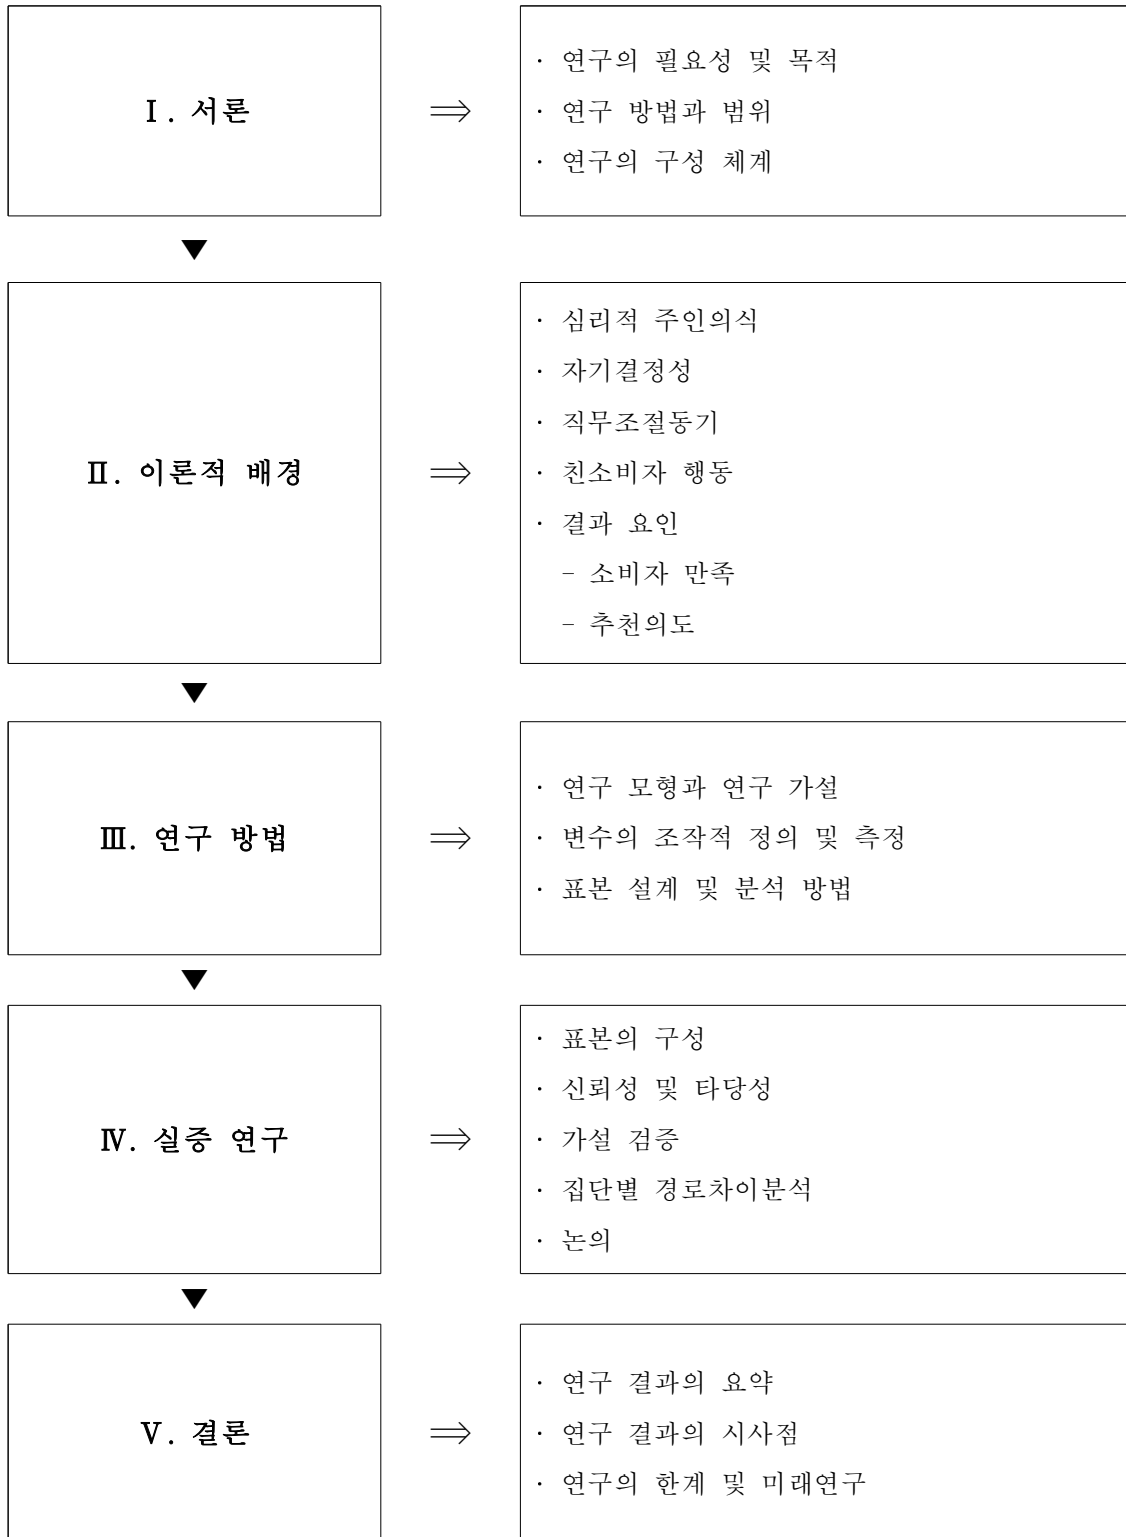 Ⅰ. 서론
⇒
· 연구의 필요성 및 목적
· 연구 방법과 범위
· 연구의 구성 체계
▼
Ⅱ. 이론적 배경
⇒
· 심리적 주인의식
· 자기결정성
· 직무조절동기
· 친소비자 행동
· 결과 요인
- 소비자 만족
- 추천의도
▼
Ⅲ. 연구 방법
⇒
· 연구 모형과 연구 가설
· 변수의 조작적 정의 및 측정
· 표본 설계 및 분석 방법
▼
Ⅳ. 실증 연구
⇒
· 표본의 구성
· 신뢰성 및 타당성
· 가설 검증
· 집단별 경로차이분석
· 논의
▼
Ⅴ. 결론
⇒
· 연구 결과의 요약
· 연구 결과의 시사점
· 연구의 한계 및 미래연구